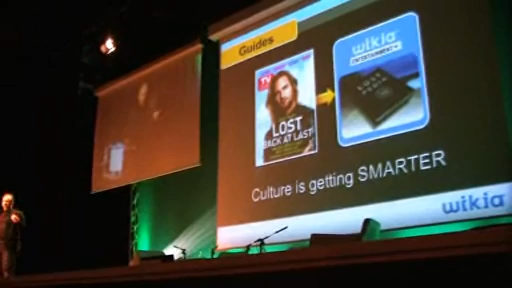 Guides
TV
LOST
BACK AT LAST
wikia
ENTERTAINMENT
LOST
Culture is getting SMARTER
wikia